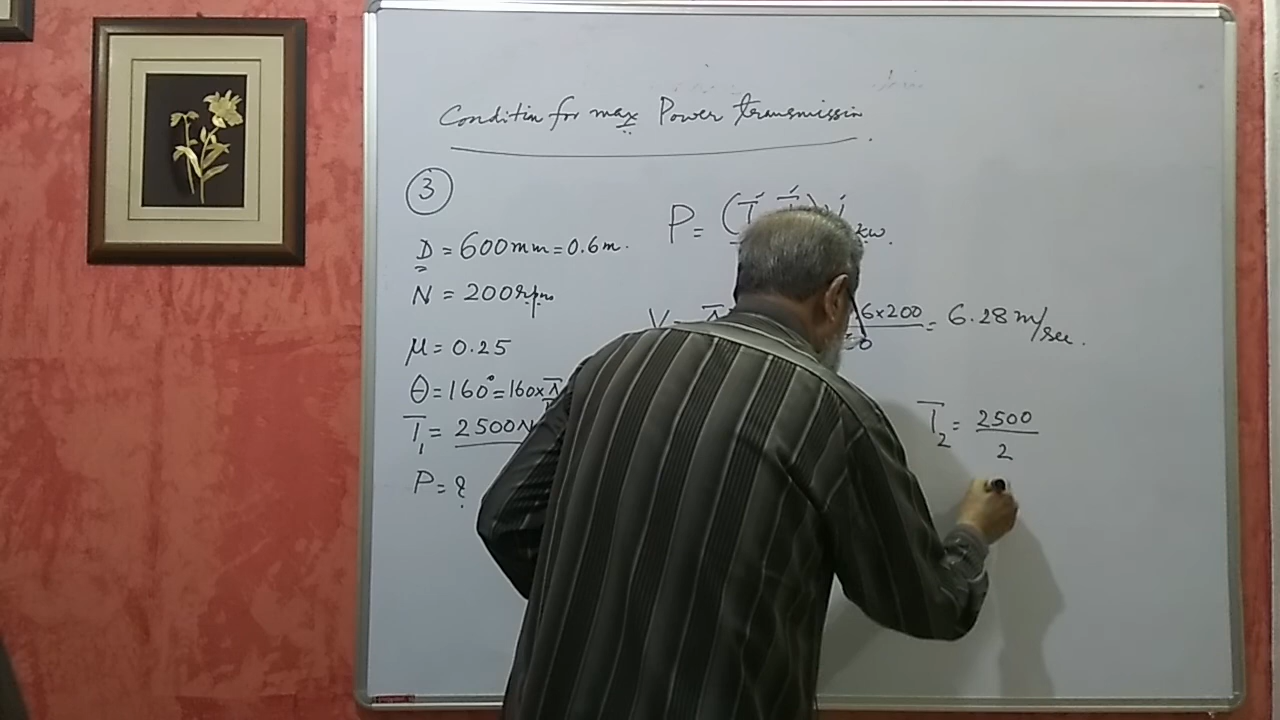 Conditin for max Power transmissin.
3
P = (T
kw.
D = 600mm = 0.6m.
N = 200rpm
V =
6 x 200 = 6.28 m/sec.
μ = 0.25
θ = 160° = 160 x π
T1 = 2500N
T2 = 2500 / 2
P = ?